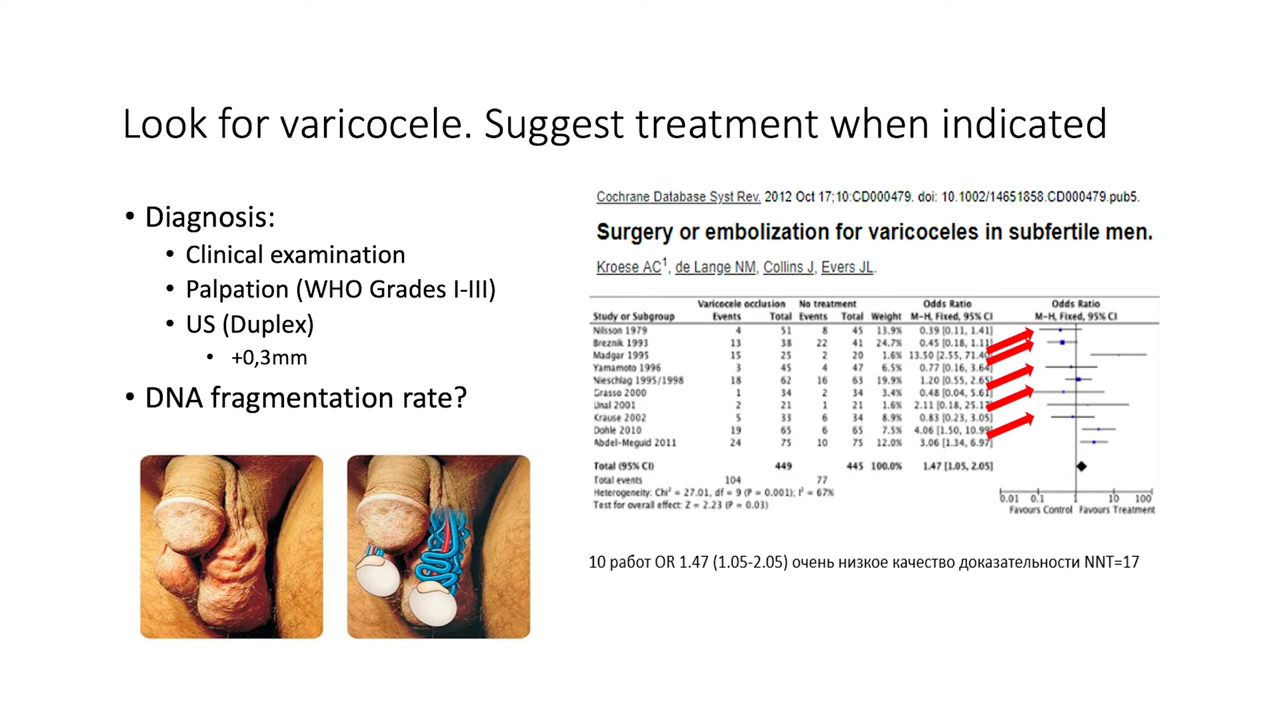 Look for varicocele. Suggest treatment when indicated
• Diagnosis:
• Clinical examination
• Palpation (WHO Grades I-III)
• US (Duplex)
• +0,3mm
• DNA fragmentation rate?
Cochrane Database Syst Rev. 2012 Oct 17;10:CD000479. doi: 10.1002/14651858.CD000479.pub5.
Surgery or embolization for varicoceles in subfertile men.
Kroese AC1, de Lange NM, Collins J, Evers JL.
Varicocele occlusion No treatment Odds Ratio Odds Ratio
Study or Subgroup Events Total Events Total Weight M-H, Fixed, 95% CI M-H, Fixed, 95% CI
Nilsson 1979 4 51 8 45 13.9% 0.39 [0.11, 1.41]
Breznik 1993 13 38 22 41 24.7% 0.45 [0.18, 1.11]
Madgar 1995 15 25 2 20 1.6% 13.50 [2.55, 71.40
Yamamoto 1996 3 45 4 47 6.5% 0.77 [0.16, 3.64]
Nieschlag 1995/1998 18 62 16 63 19.9% 1.20 [0.55, 2.65]
Grasso 2000 1 34 2 34 3.4% 0.48 [0.04, 5.61]
Unal 2001 2 21 1 21 1.6% 2.11 [0.18, 25.17
Krause 2002 5 33 6 34 8.9% 0.83 [0.23, 3.05]
Dohle 2010 19 65 6 65 7.5% 4.06 [1.50, 10.99]
Abdel-Meguid 2011 24 75 10 75 12.0% 3.06 [1.34, 6.97]
Total (95% CI) 449 445 100.0% 1.47 [1.05, 2.05]
Total events 104 77
Heterogeneity: Chi² = 27.01, df = 9 (P = 0.001); I² = 67%
Test for overall effect: Z = 2.23 (P = 0.03)
0.01 0.1 1 10 100
Favours Control Favours Treatment
10 работ OR 1.47 (1.05-2.05) очень низкое качество доказательности NNT=17